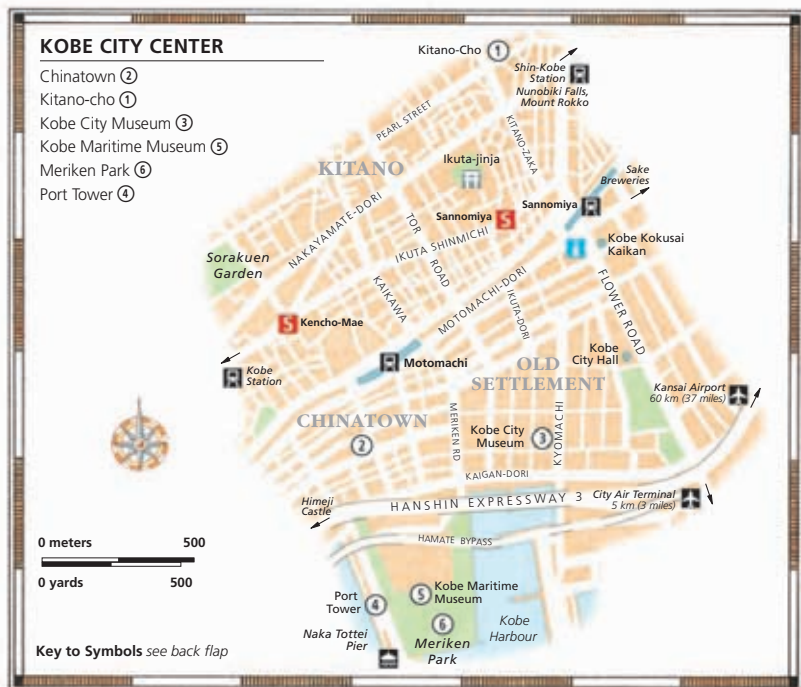 KOBE CITY CENTER
Chinatown ②
Kitano-cho ①
Kobe City Museum ③
Kobe Maritime Museum ⑤
Meriken Park ⑥
Port Tower ④
Kitano-Cho ①
Shin-Kobe
Station
Nunobiki Falls,
Mount Rokko
PEARL STREET
KITANO-ZAKA
KITANO
Ikuta-jinja
Sake
Breweries
NAKAYAMATE-DORI
TOR
ROAD
Sannomiya
S
Sannomiya
IKUTA SHINMICHI
Kobe Kokusai
Kaikan
Sorakuen
Garden
KAIKAWA
MOTOMACHI-DORI
IKUTA-DORI
FLOWER ROAD
S
Kencho-Mae
Kobe
Station
Motomachi
Kobe
City Hall
OLD
SETTLEMENT
Kansai Airport
60 km (37 miles)
CHINATOWN
②
MERIKEN RD
Kobe City
Museum
③
KYOMACHI
KAIGAN-DORI
Himeji
Castle
HANSHIN EXPRESSWAY 3
City Air Terminal
5 km (3 miles)
HAMATE BYPASS
0 meters 500
0 yards 500
Port
Tower
④
⑤
Kobe Maritime
Museum
⑥
Meriken
Park
Kobe
Harbour
Naka Tottei
Pier
Key to Symbols see back flap